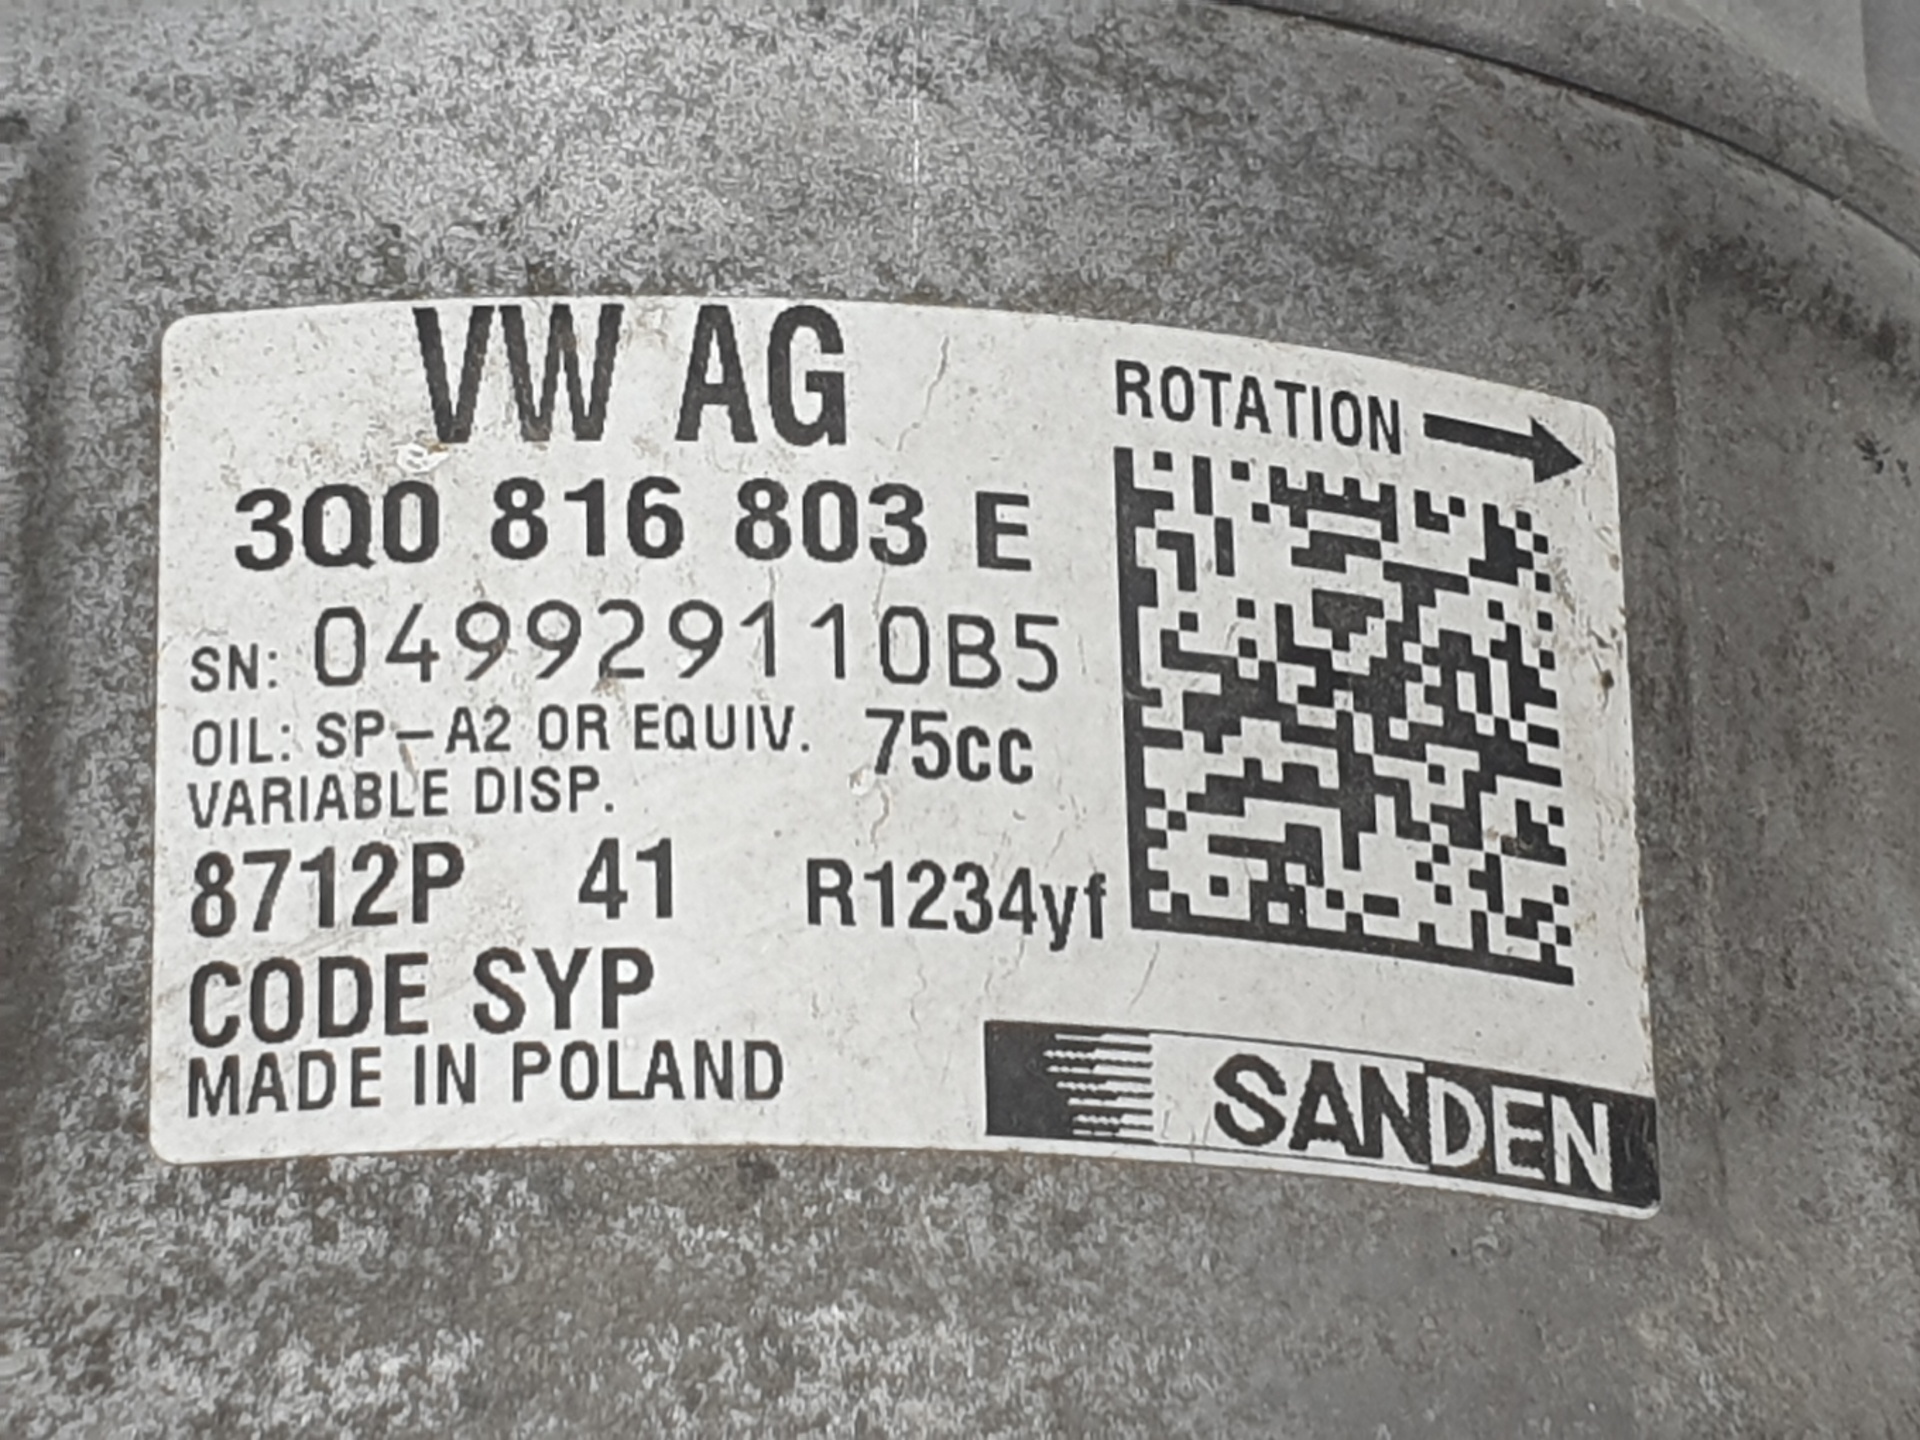 VW AG
ROTATION
3Q0 816 803 E
SN: 049929110B5
OIL: SP-A2 OR EQUIV. 75cc
VARIABLE DISP.
8712P 41 R1234yf
CODE SYP
MADE IN POLAND
SANDEN